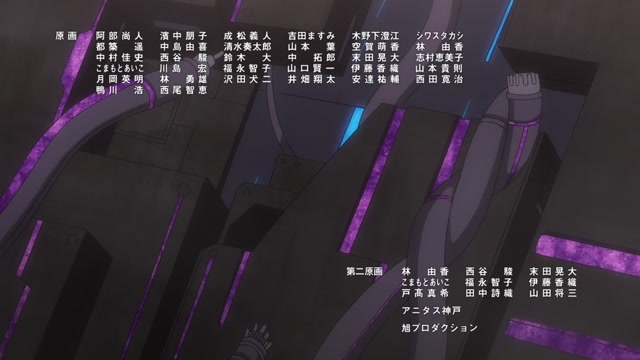 原画 阿部尚人 濱中朋子 成松義人 吉田ますみ 木野下澄江 シワスタカシ
都築遥 中島由喜 清水奏太郎 山本葉 空賀萌香 林由香
中村佳史 西谷駿 鈴木大 中拓郎 末田晃大 志村恵美子
こまもとあいこ 川島宏 福永智子 山口賢一 伊藤香織 山本貴則
月岡英明 林勇雄 沢田犬二 井畑翔太 安達祐輔 西田寛治
鴨川浩 西尾智恵
第二原画 林由香 西谷駿 末田晃大
こまもとあいこ 福永智子 伊藤香織
戸髙真希 田中詩織 山田将三
アニタス神戸
旭プロダクション